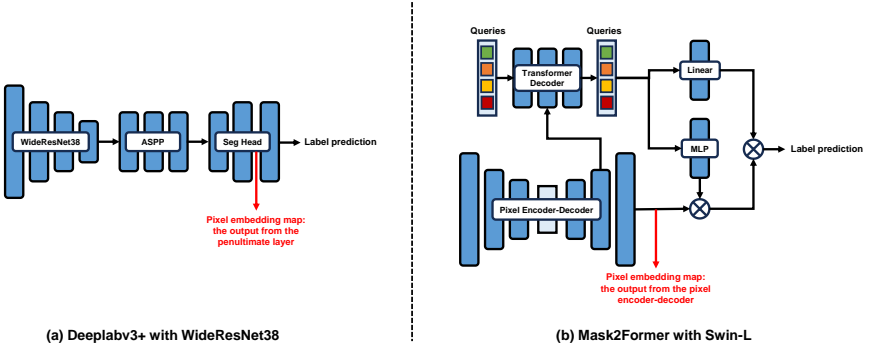 WideResNet38
ASPP
Seg Head
Label prediction
Pixel embedding map:
the output from the
penultimate layer
(a) Deeplabv3+ with WideResNet38
Queries
Queries
Transformer
Decoder
Linear
MLP
Label prediction
Pixel Encoder-Decoder
Pixel embedding map:
the output from the pixel
encoder-decoder
(b) Mask2Former with Swin-L